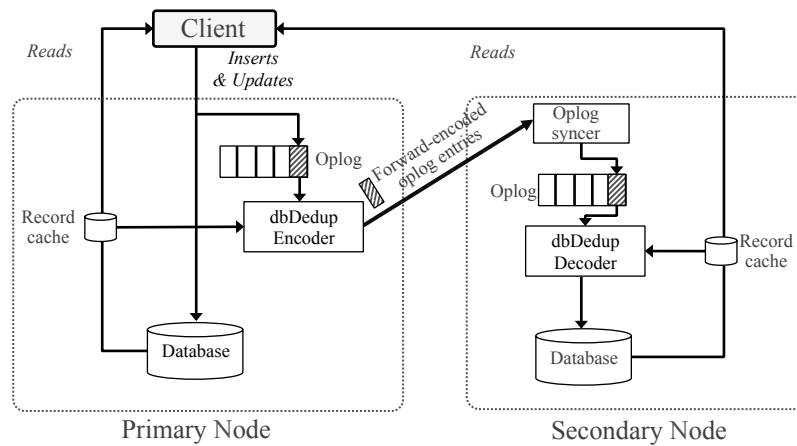 Client
Reads
Inserts
& Updates
Reads
Oplog
Forward-encoded
oplog entries
Oplog
syncer
Oplog
Record
cache
dbDedup
Encoder
dbDedup
Decoder
Record
cache
Database
Database
Primary Node
Secondary Node